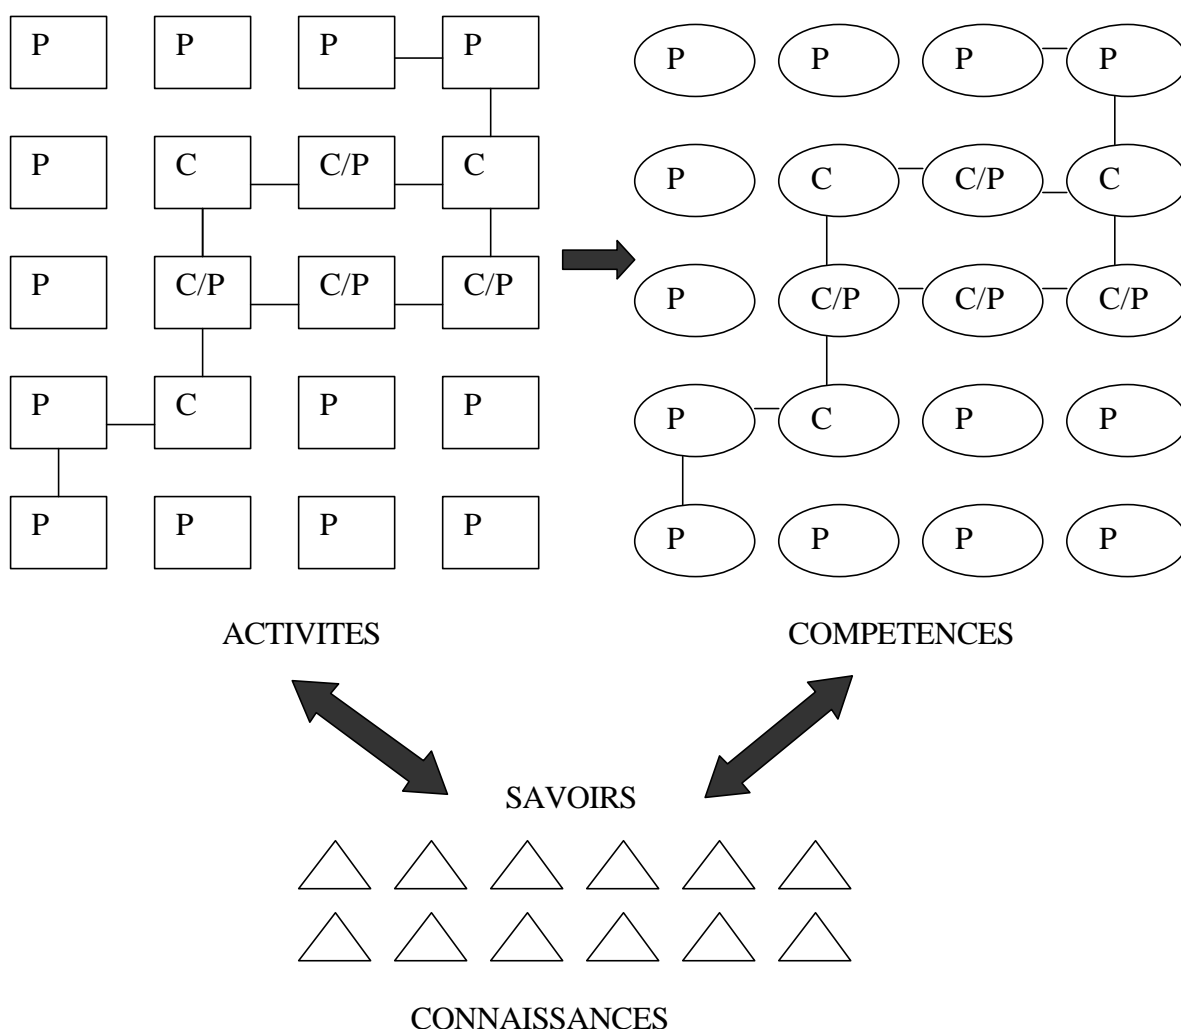 P P P P P P P P
P C C/P C P C C/P C
P C/P C/P C/P P C/P C/P C/P
P C P P P C P P
P P P P P P P P
ACTIVITES COMPETENCES
SAVOIRS
CONNAISSANCES